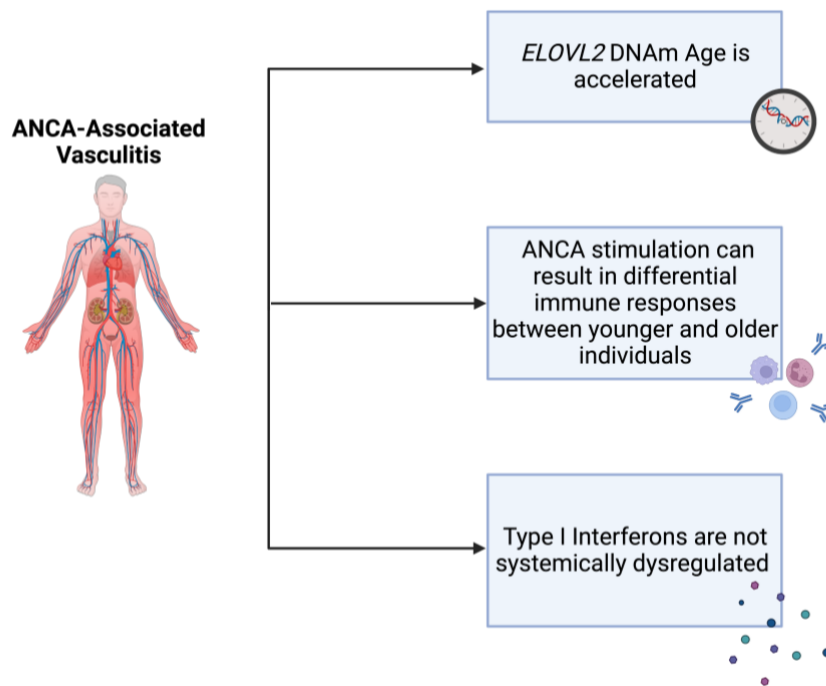 ANCA-Associated
Vasculitis
ELOVL2 DNAm Age is
accelerated
ANCA stimulation can
result in differential
immune responses
between younger and older
individuals
Type I Interferons are not
systemically dysregulated